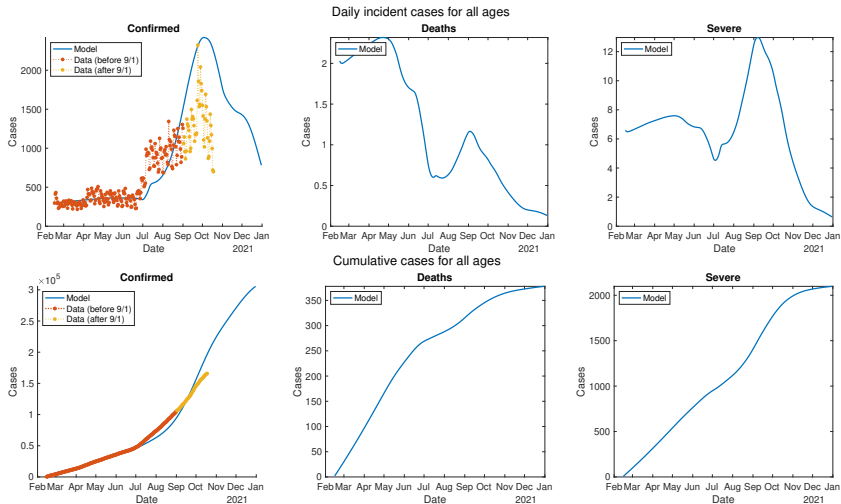 Daily incident cases for all ages
Confirmed
Model
Data (before 9/1)
Data (after 9/1)
Cases
2000
1500
1000
500
0
Feb Mar Apr May Jun Jul Aug Sep Oct Nov Dec Jan
Date
2021
Deaths
Model
Cases
2
1.5
1
0.5
0
Feb Mar Apr May Jun Jul Aug Sep Oct Nov Dec Jan
Date
2021
Severe
Model
Cases
12
10
8
6
4
2
0
Feb Mar Apr May Jun Jul Aug Sep Oct Nov Dec Jan
Date
2021
Cumulative cases for all ages
Confirmed
×10⁵
Model
Data (before 9/1)
Data (after 9/1)
Cases
3
2.5
2
1.5
1
0.5
0
Feb Mar Apr May Jun Jul Aug Sep Oct Nov Dec Jan
Date
2021
Deaths
Model
Cases
350
300
250
200
150
100
50
0
Feb Mar Apr May Jun Jul Aug Sep Oct Nov Dec Jan
Date
2021
Severe
Model
Cases
2000
1500
1000
500
0
Feb Mar Apr May Jun Jul Aug Sep Oct Nov Dec Jan
Date
2021